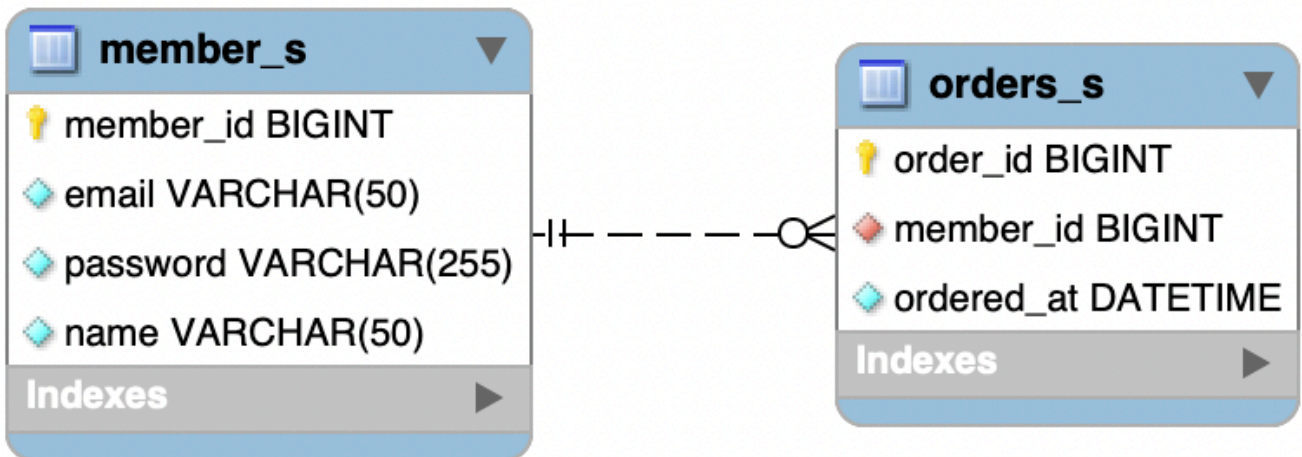 member_s
member_id BIGINT
email VARCHAR(50)
password VARCHAR(255)
name VARCHAR(50)
Indexes
orders_s
order_id BIGINT
member_id BIGINT
ordered_at DATETIME
Indexes